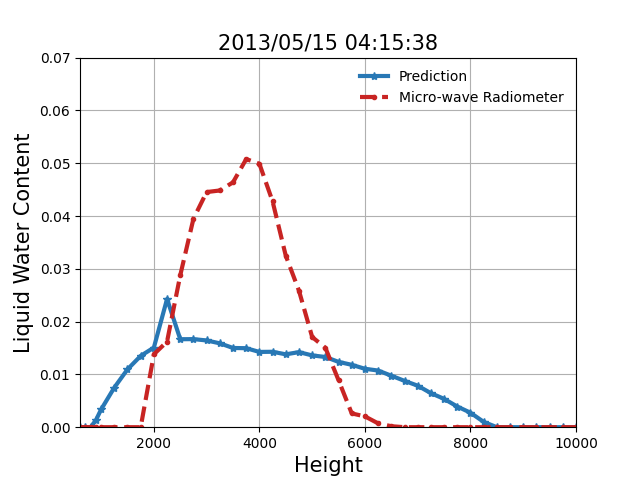 2013/05/15 04:15:38
Prediction
Micro-wave Radiometer
Liquid Water Content
0.07
0.06
0.05
0.04
0.03
0.02
0.01
0.00
2000 4000 6000 8000 10000
Height